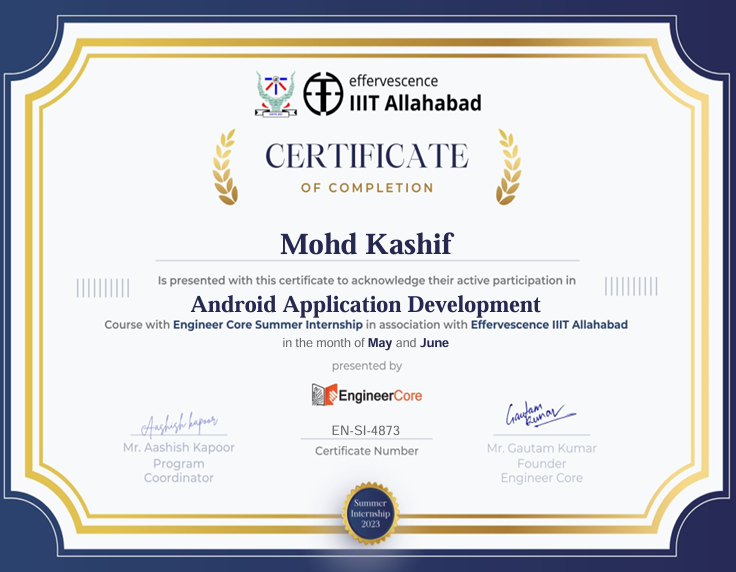 effervescence
IIIT Allahabad
CERTIFICATE
OF COMPLETION
Mohd Kashif
Is presented with this certificate to acknowledge their active participation in
Android Application Development
Course with Engineer Core Summer Internship in association with Effervescence IIIT Allahabad
in the month of May and June
presented by
EngineerCore
Aashish kapoor
Gautam
Kumar
EN-SI-4873
Mr. Aashish Kapoor
Program
Coordinator
Certificate Number
Mr. Gautam Kumar
Founder
Engineer Core
Summer
Internship
2023